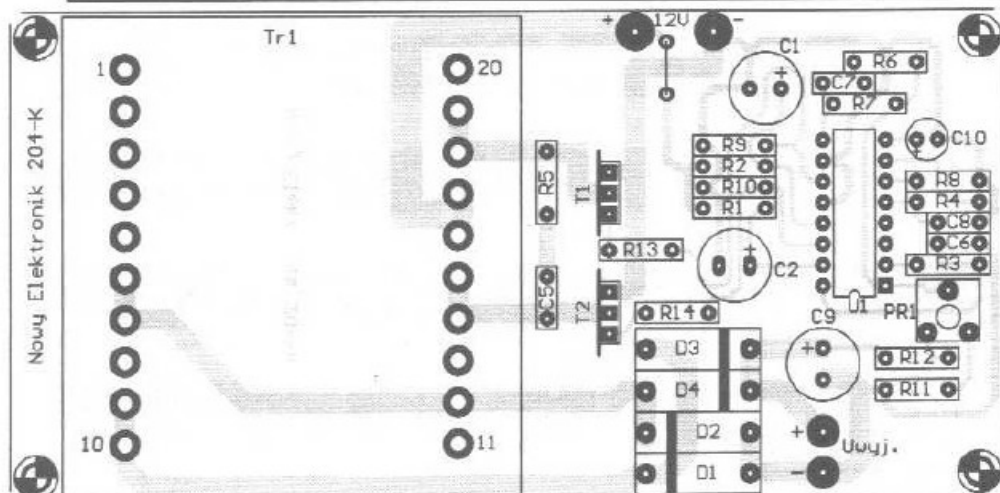 Nowy Elektronik 204-K
Tr1
1
20
10
11
+ 12V -
C1
+
R6
C7
R7
C10
+
R9
R2
R10
R1
R5
T1
R8
R4
C8
C6
R3
R13
C2
+
U1
PR1
C5
T2
R14
C9
+
D3
D4
D2
D1
R12
R11
+
Uwyj.
-